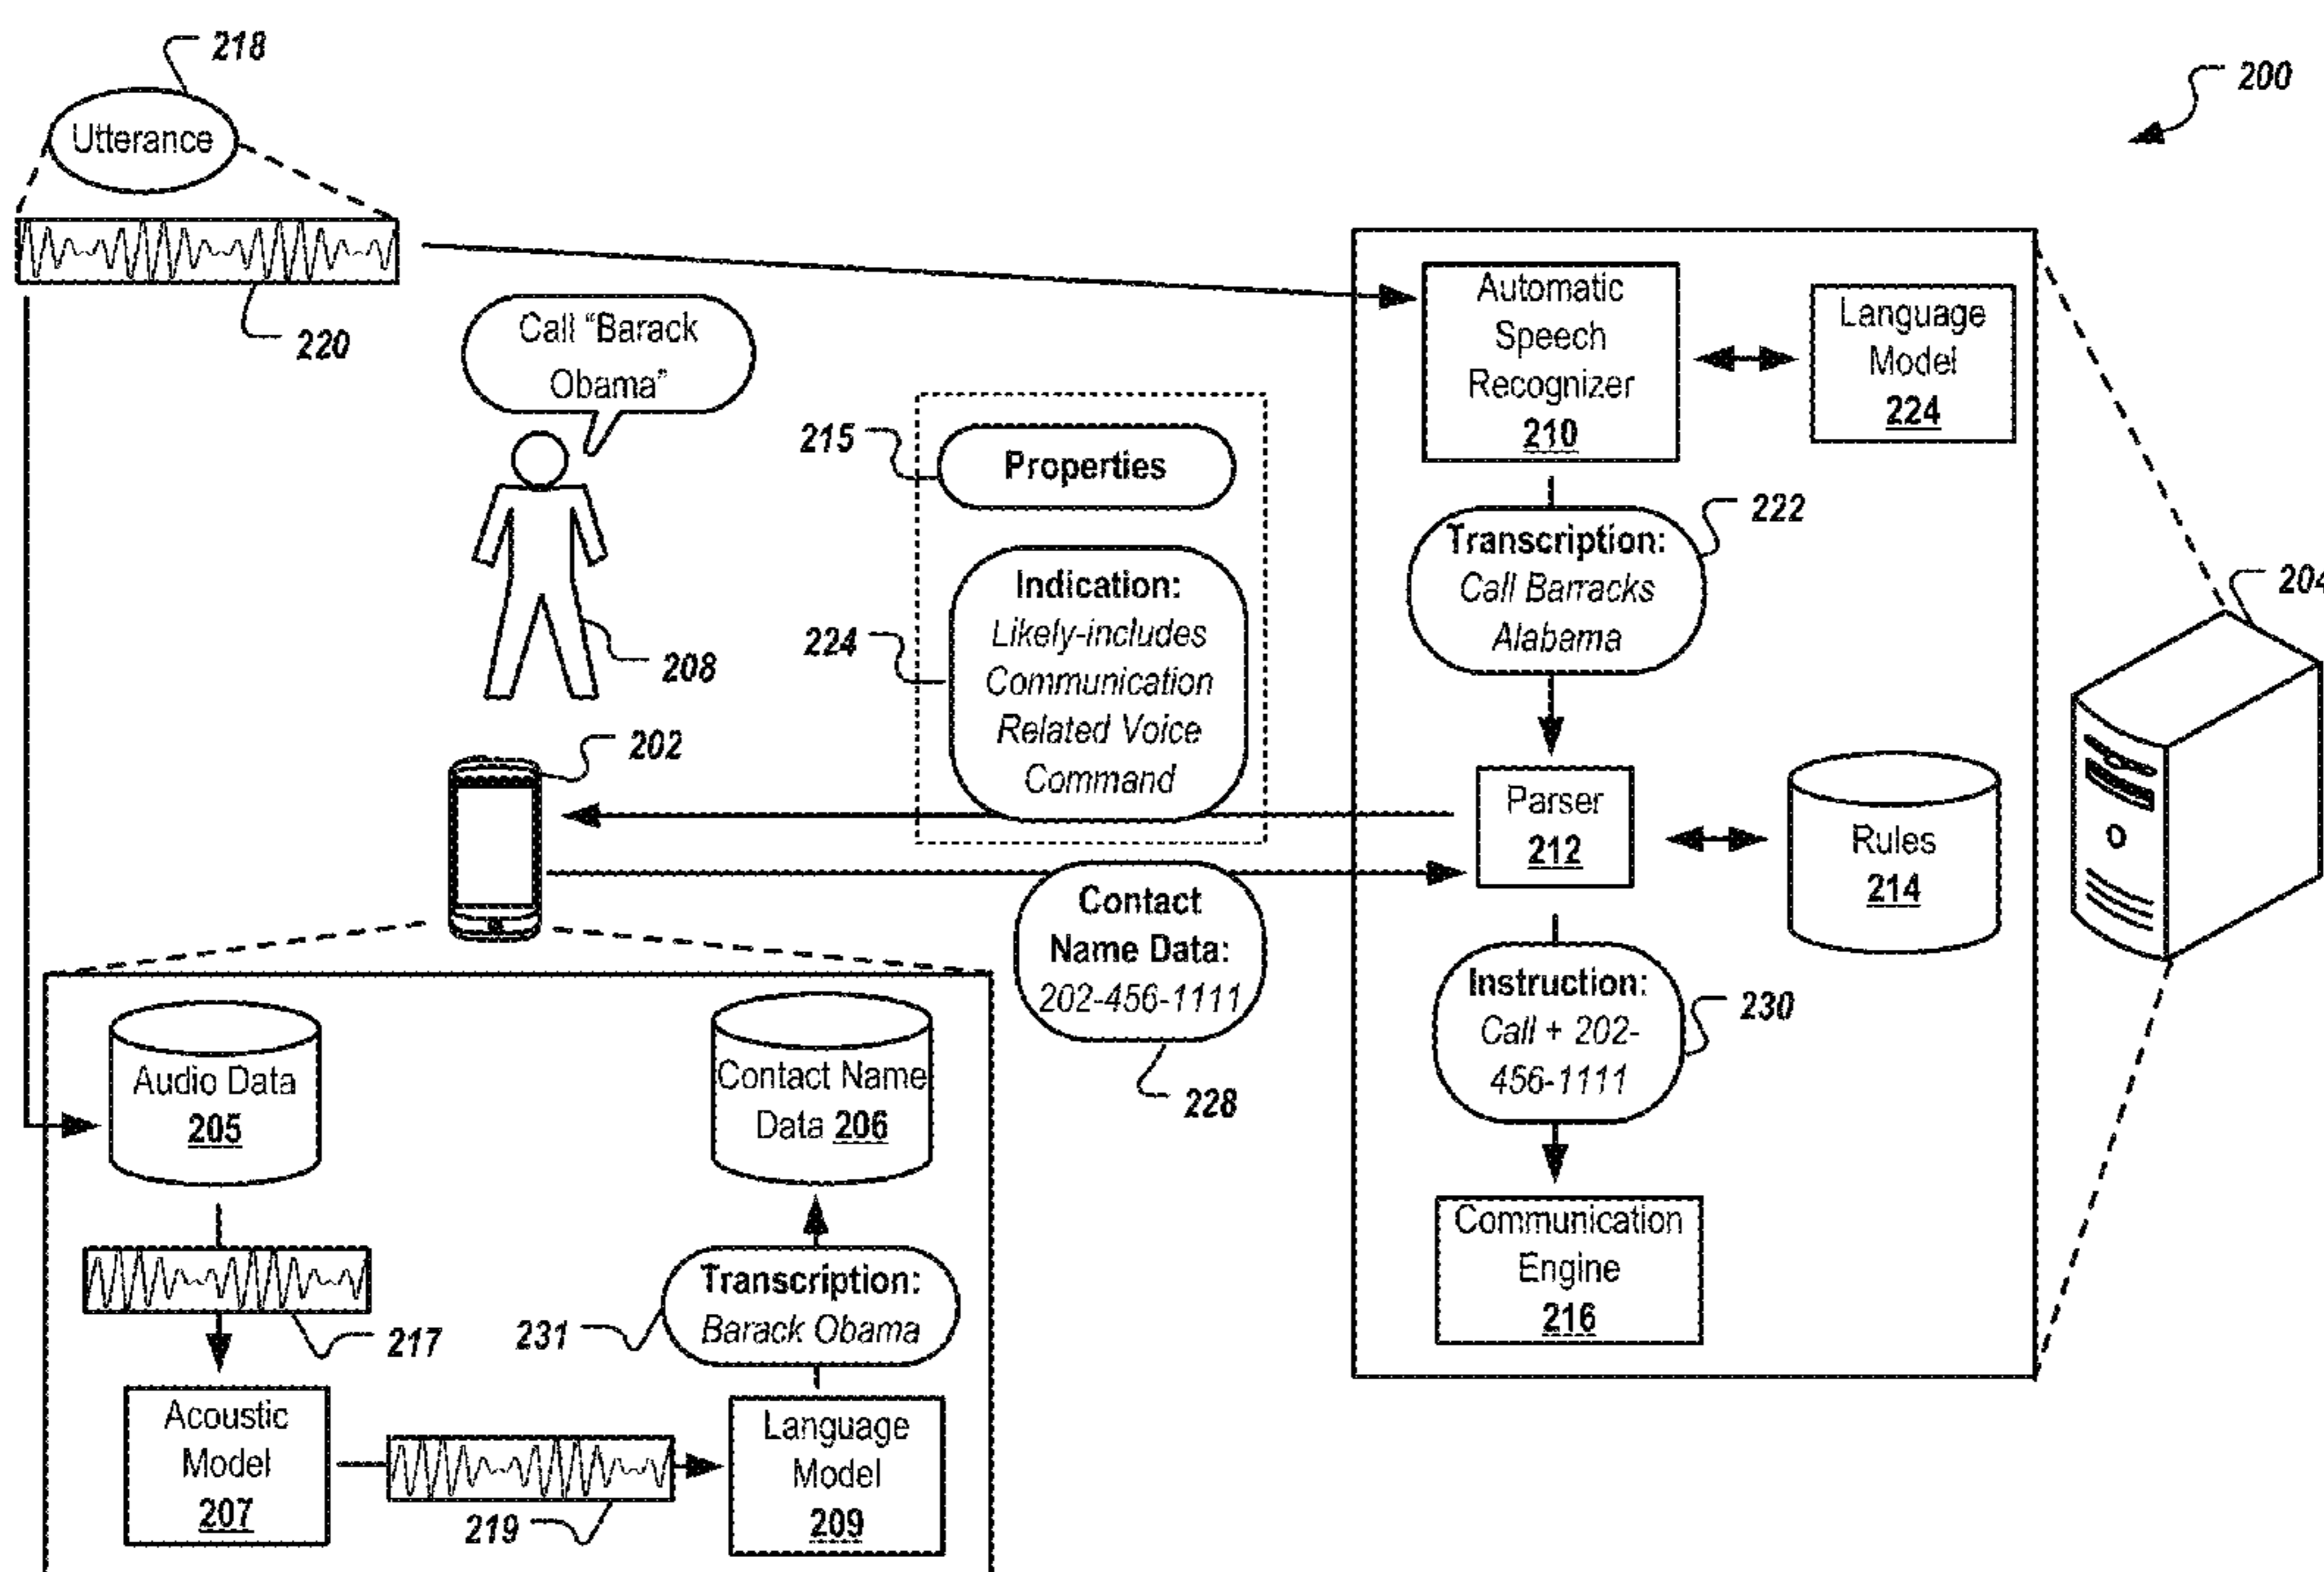 218
Utterance
220
200
Call “Barack
Obama”
208
202
215
Properties
224
Indication:
Likely-includes
Communication
Related Voice
Command
Contact
Name Data:
202-456-1111
228
Automatic
Speech
Recognizer
210
Language
Model
224
222
Transcription:
Call Barracks
Alabama
Parser
212
Rules
214
Instruction:
Call + 202-
456-1111
230
Communication
Engine
216
204
Audio Data
205
Contact Name
Data 206
217
Transcription:
Barack Obama
231
Acoustic
Model
207
219
Language
Model
209